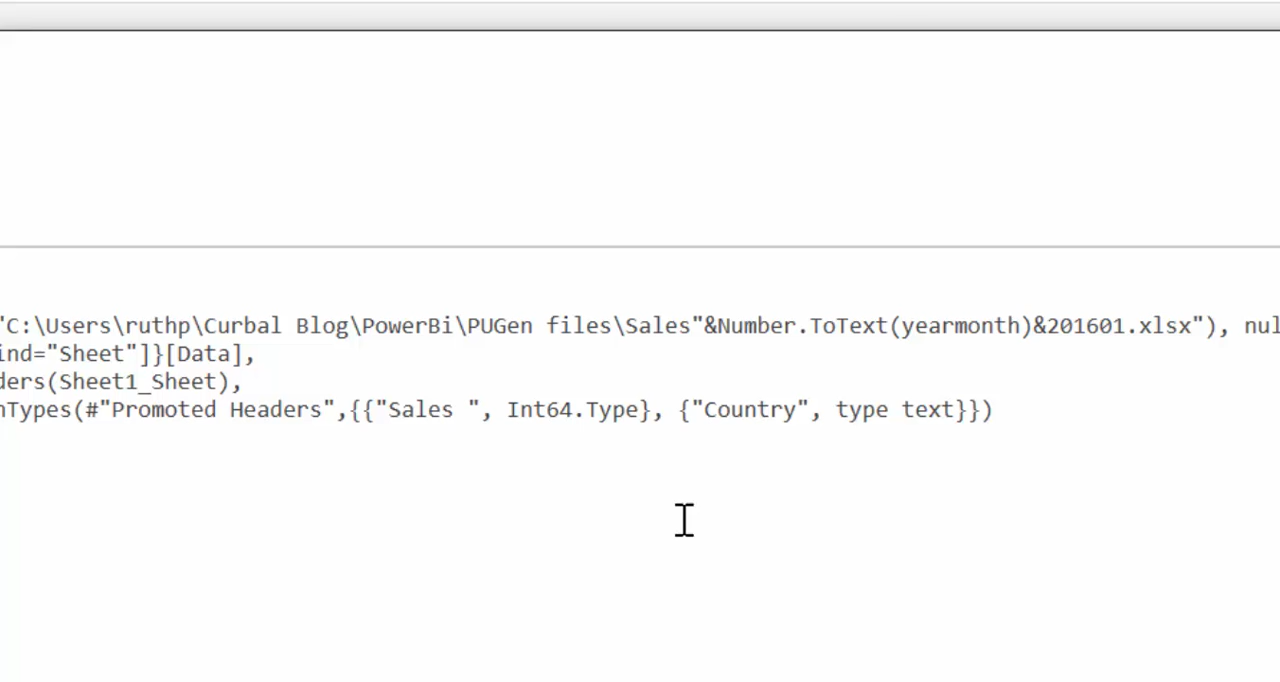 "C:\Users\ruthp\Curbal Blog\PowerBi\PUGen files\Sales"&Number.ToText(yearmonth)&201601.xlsx"), nul
ind="Sheet"]}[Data],
ders(Sheet1_Sheet),
nTypes(#"Promoted Headers",{{"Sales ", Int64.Type}, {"Country", type text}})